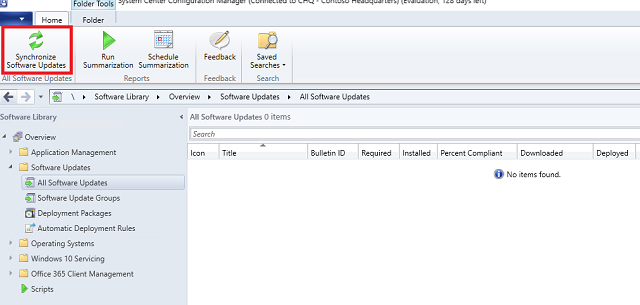 Folder Tools System Center Configuration Manager (Connected to CHQ - Contoso Headquarters) (Evaluation, 128 days left)
Home Folder
Synchronize Software Updates
Run Summarization
Schedule Summarization
Feedback
Saved Searches
All Software Updates Reports Feedback Search
\ Software Library Overview Software Updates All Software Updates
Software Library
All Software Updates 0 items
Search
Icon Title Bulletin ID Required Installed Percent Compliant Downloaded Deployed
No items found.
Overview
Application Management
Software Updates
All Software Updates
Software Update Groups
Deployment Packages
Automatic Deployment Rules
Operating Systems
Windows 10 Servicing
Office 365 Client Management
Scripts